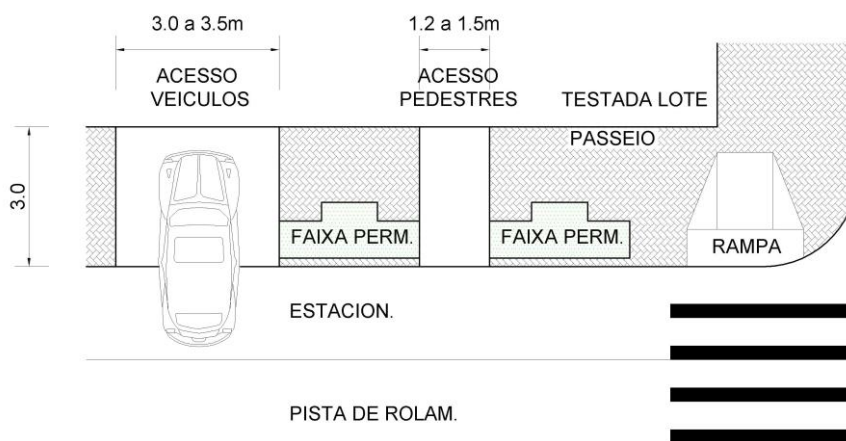 3.0 a 3.5m
1.2 a 1.5m
ACESSO
VEICULOS
ACESSO
PEDESTRES
TESTADA LOTE
PASSEIO
3.0
FAIXA PERM.
FAIXA PERM.
RAMPA
ESTACION.
PISTA DE ROLAM.